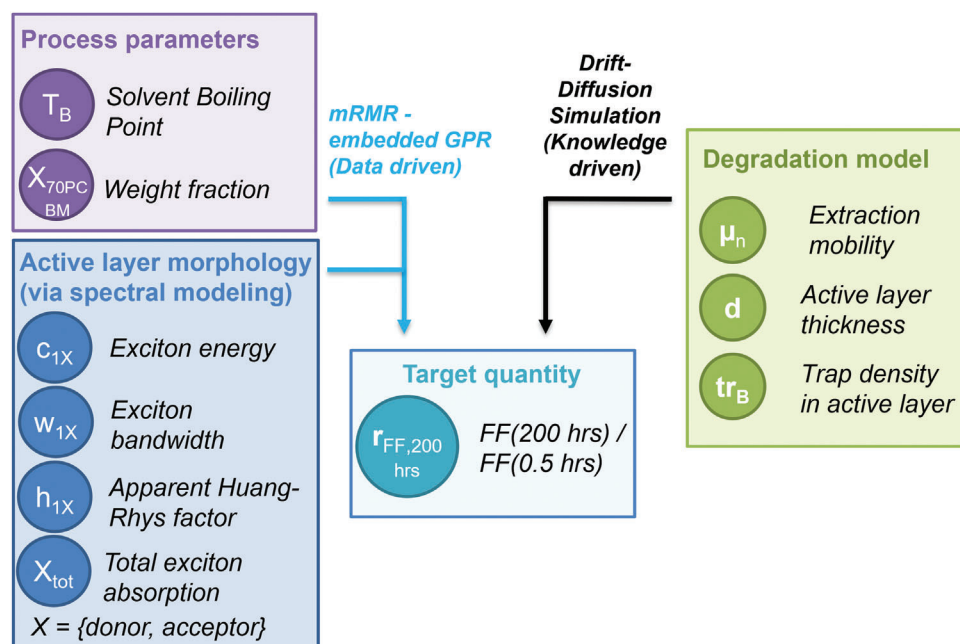 Process parameters
T_B
Solvent Boiling
Point
X_70PC
BM
Weight fraction
Active layer morphology
(via spectral modeling)
c_1X
Exciton energy
w_1X
Exciton
bandwidth
h_1X
Apparent Huang-
Rhys factor
X_tot
Total exciton
absorption
X = {donor, acceptor}
mRMR -
embedded GPR
(Data driven)
Drift-
Diffusion
Simulation
(Knowledge
driven)
Target quantity
r_FF,200
hrs
FF(200 hrs) /
FF(0.5 hrs)
Degradation model
μ_n
Extraction
mobility
d
Active layer
thickness
tr_B
Trap density
in active layer